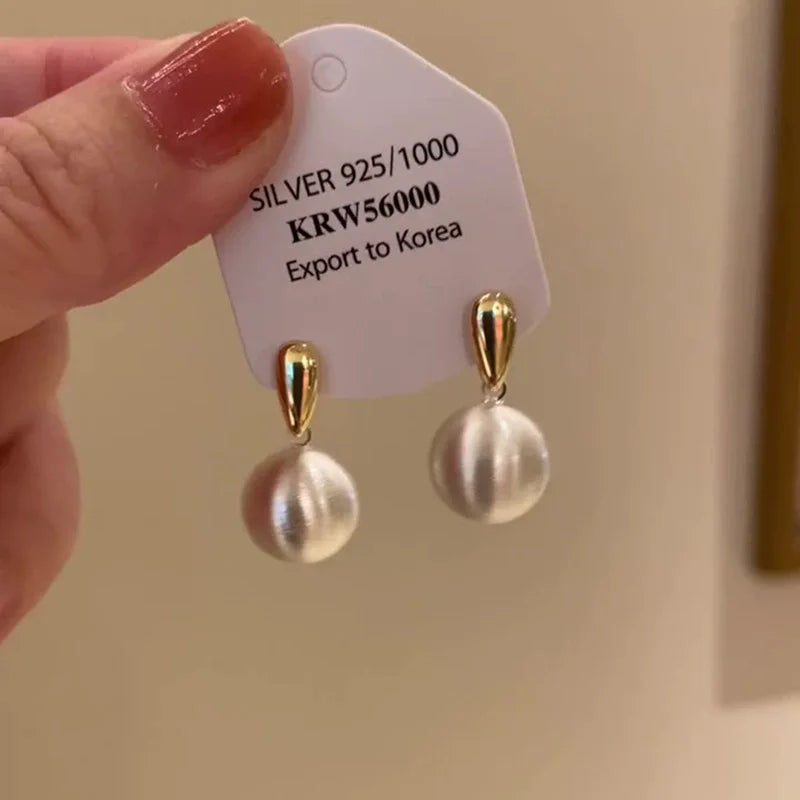 SILVER 925/1000
KRW56000
Export to Korea